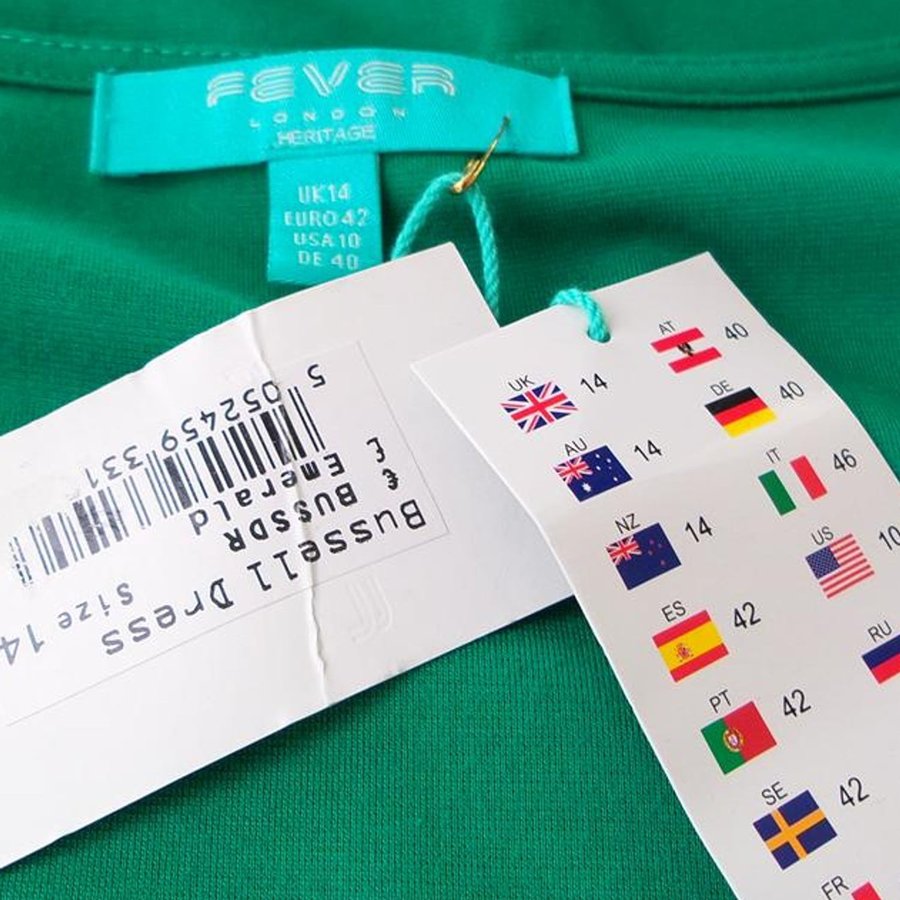 FEVER
LONDON
HERITAGE
UK14
EURO 42
USA 10
DE 40
Bussell Dress Size 14
BUSSDR
Emerald
€
£
5 052459 331
UK 14
AU 14
NZ 14
ES 42
PT 42
SE 42
FR
AT 40
DE 40
IT 46
US 10
RU